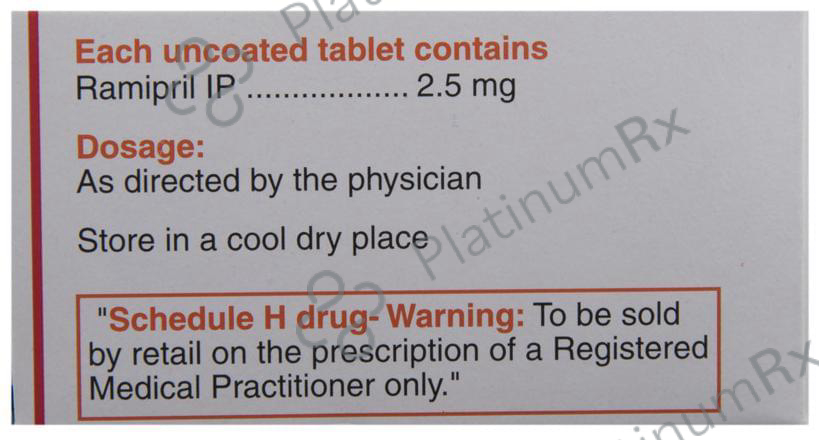 Each uncoated tablet contains
Ramipril IP .................. 2.5 mg
Dosage:
As directed by the physician
Store in a cool dry place
"Schedule H drug- Warning: To be sold
by retail on the prescription of a Registered
Medical Practitioner only."
PlatinumRx